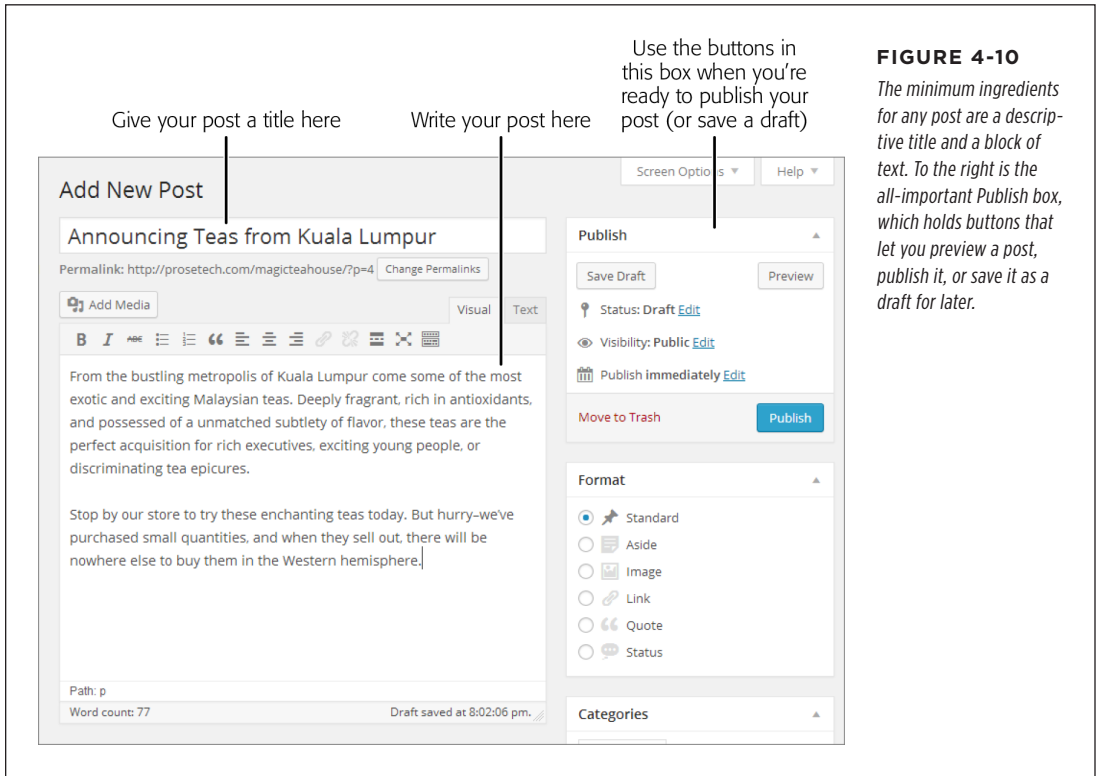 Give your post a title here
Write your post here
Use the buttons in
this box when you're
ready to publish your
post (or save a draft)
FIGURE 4-10
The minimum ingredients
for any post are a descrip-
tive title and a block of
text. To the right is the
all-important Publish box,
which holds buttons that
let you preview a post,
publish it, or save it as a
draft for later.
Screen Options
Help
Add New Post
Announcing Teas from Kuala Lumpur
Permalink: http://prosetech.com/magicteahouse/?p=4 Change Permalinks
Add Media
Visual Text
B I ABE
From the bustling metropolis of Kuala Lumpur come some of the most
exotic and exciting Malaysian teas. Deeply fragrant, rich in antioxidants,
and possessed of a unmatched subtlety of flavor, these teas are the
perfect acquisition for rich executives, exciting young people, or
discriminating tea epicures.
Stop by our store to try these enchanting teas today. But hurry–we've
purchased small quantities, and when they sell out, there will be
nowhere else to buy them in the Western hemisphere.
Path: p
Word count: 77 Draft saved at 8:02:06 pm.
Publish
Save Draft Preview
Status: Draft Edit
Visibility: Public Edit
Publish immediately Edit
Move to Trash Publish
Format
Standard
Aside
Image
Link
Quote
Status
Categories